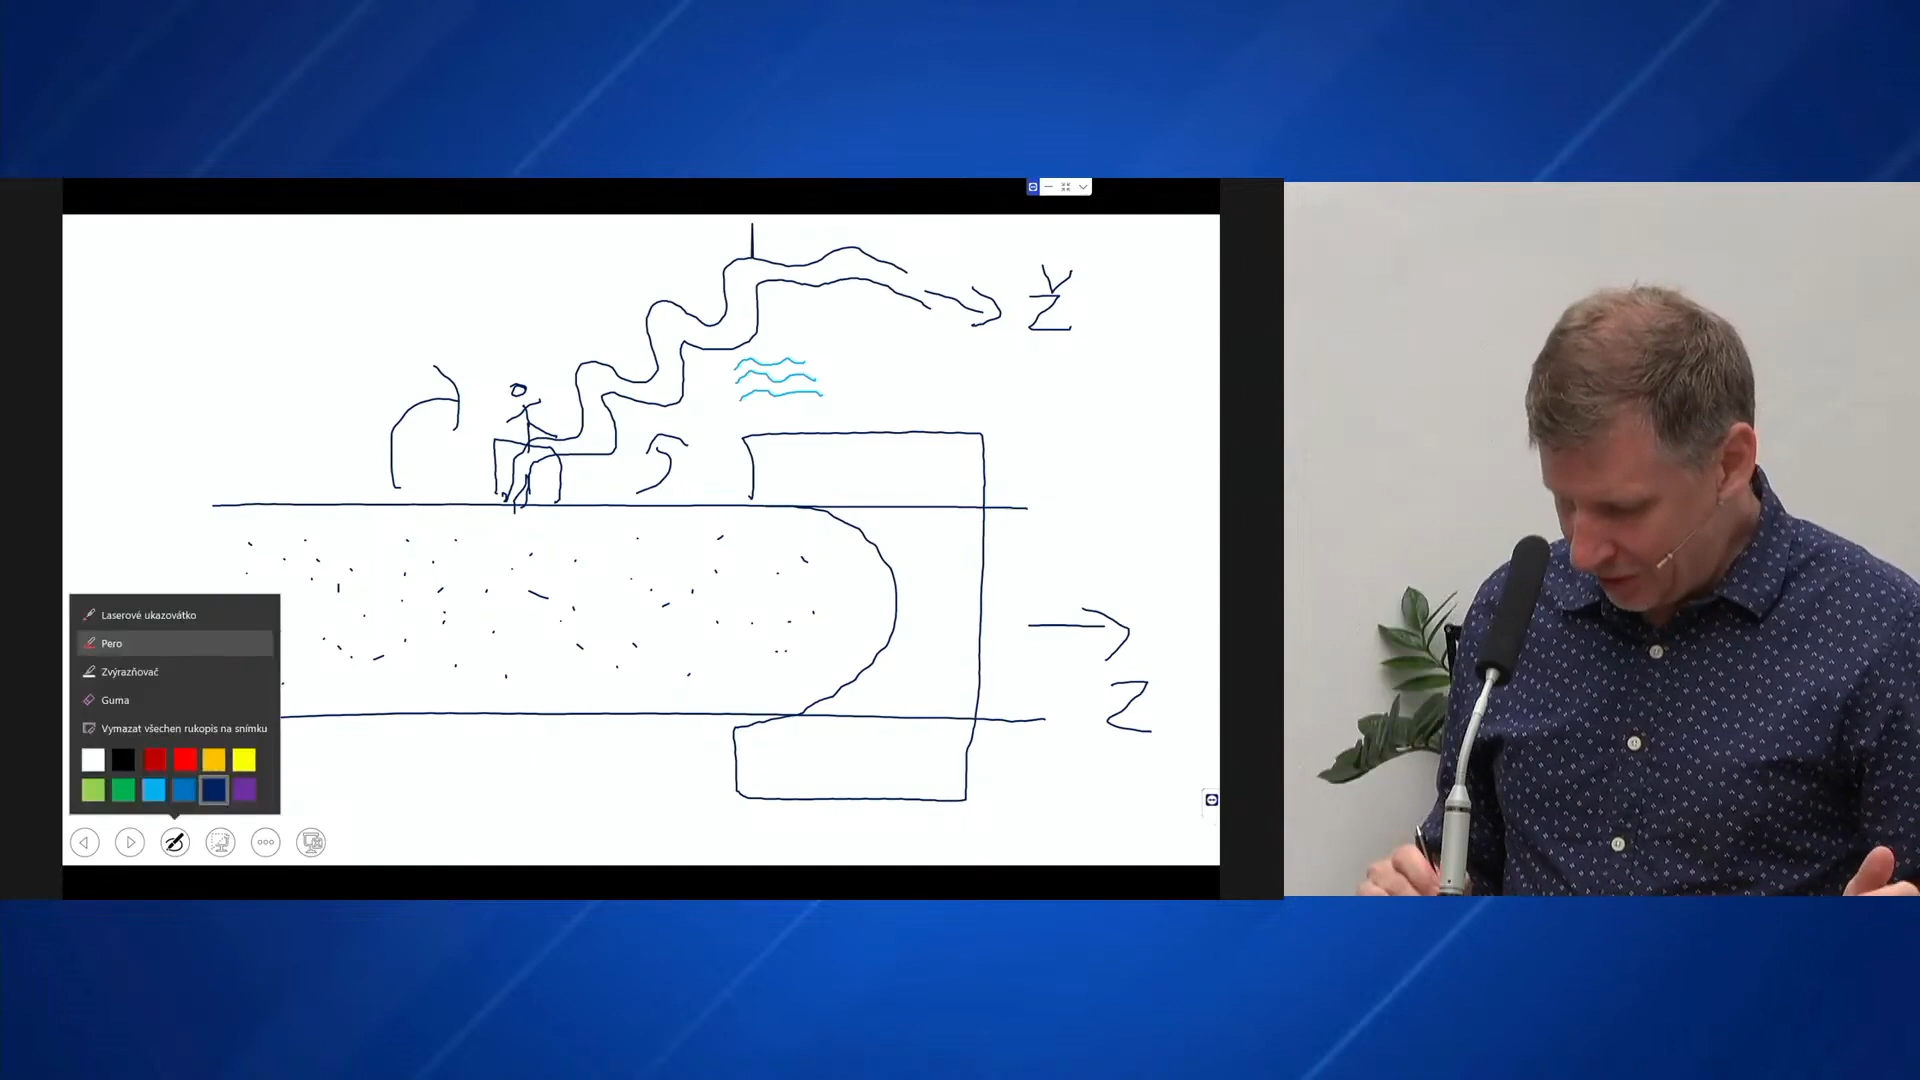 Ž
Z
Laserové ukazovátko
Pero
Zvýrazňovač
Guma
Vymazat všechen rukopis na snímku